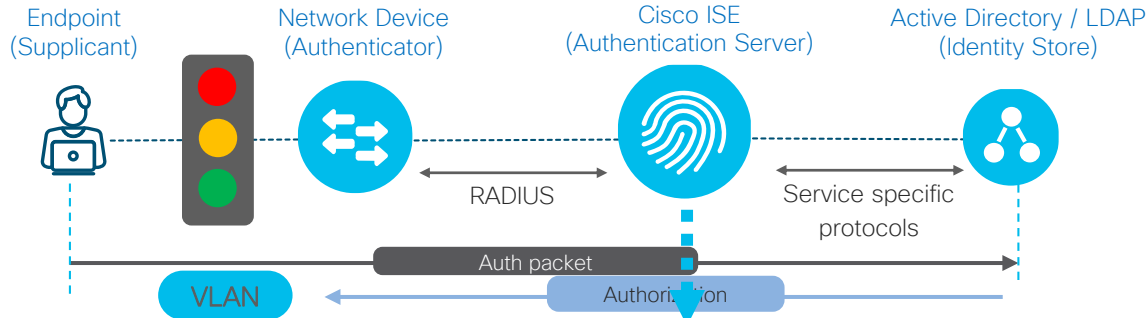 Endpoint
(Supplicant)
Network Device
(Authenticator)
Cisco ISE
(Authentication Server)
Active Directory / LDAP
(Identity Store)
RADIUS
Service specific
protocols
Auth packet
VLAN
Authorization